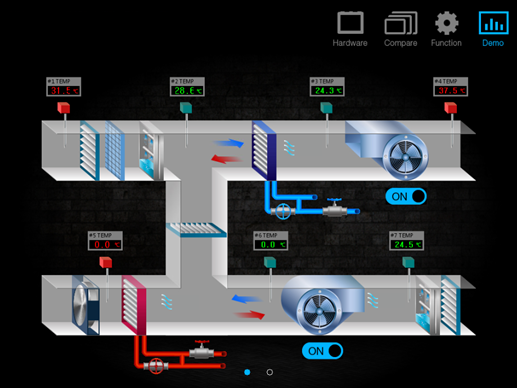 Hardware Compare Function Demo
#1 TEMP #2 TEMP #3 TEMP #4 TEMP
31.5 ℃ 28.6 ℃ 24.3 ℃ 37.5 ℃
ON
#5 TEMP #6 TEMP #7 TEMP
0.0 ℃ 0.0 ℃ 24.5 ℃
ON